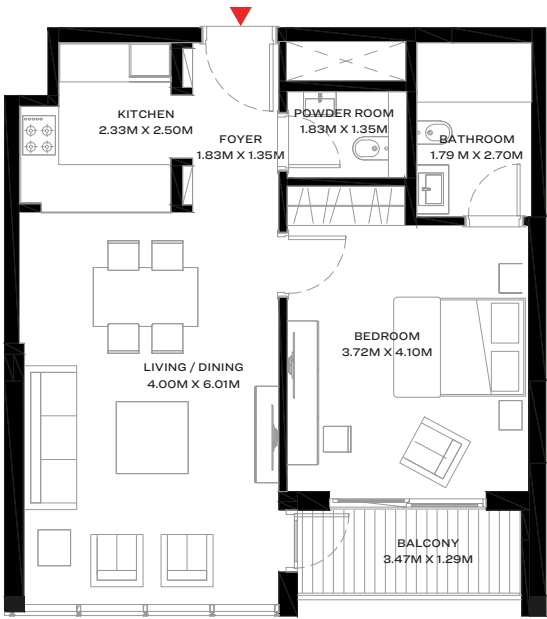 KITCHEN
2.33M X 2.50M
FOYER
1.83M X 1.35M
POWDER ROOM
1.83M X 1.35M
BATHROOM
1.79 M X 2.70M
BEDROOM
3.72M X 4.10M
LIVING / DINING
4.00M X 6.01M
BALCONY
3.47M X 1.29M